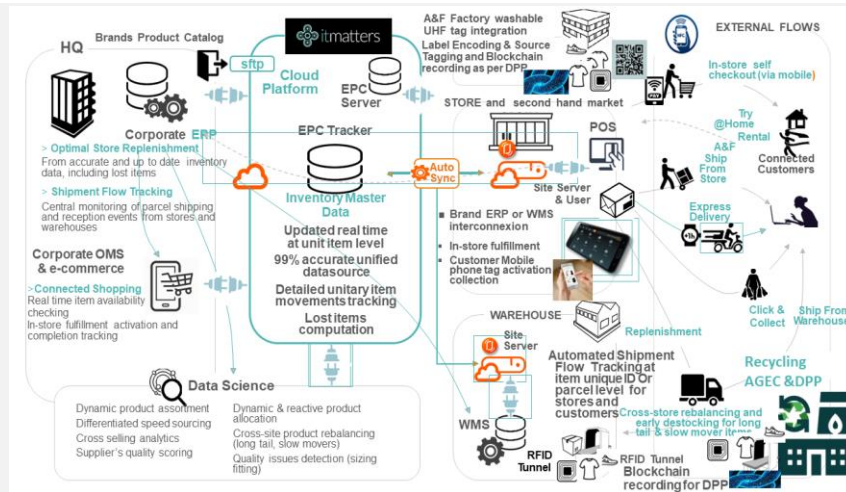 HQ
Brands Product Catalog
sftp
Corporate ERP
> Optimal Store Replenishment
From accurate and up to date inventory
data, including lost items
> Shipment Flow Tracking
Central monitoring of parcel shipping
and reception events from stores and
warehouses
Corporate OMS
& e-commerce
>Connected Shopping
Real time item availability
checking
In-store fulfillment activation and
completion tracking
Data Science
Dynamic product assortment
Differentiated speed sourcing
Cross selling analytics
Supplier's quality scoring
Dynamic & reactive product
allocation
Cross-site product rebalancing
(long tail, slow movers)
Quality issues detection (sizing
fitting)
itmatters
Cloud
Platform
EPC
Server
EPC Tracker
Inventory Master
Data
Updated real time
at unit item level
99% accurate unified
datasource
Detailed unitary item
movements tracking
Lost items
computation
Auto
Sync
A&F Factory washable
UHF tag integration
Label Encoding & Source
Tagging and Blockchain
recording as per DPP
STORE and second hand market
POS
Site Server
& User
■ Brand ERP or WMS
interconnexion
• In-store fulfillment
• Customer Mobile
phone tag activation
collection
WAREHOUSE
Site
Server
WMS
Replenishment
Automated Shipment
Flow Tracking at
item unique ID or
parcel level for
stores and
customers
RFID
Tunnel
EXTERNAL FLOWS
NFC
PAY
In-store self
checkout (via mobile)
Try
@Home
Rental
A&F
Ship
From
Store
Connected
Customers
Express
Delivery
+1h
Click &
Collect
Ship From
Warehouse
Recycling
AGEC &DPP
Cross-store rebalancing and
early destocking for long
tail & slow mover items
RFID Tunnel
Blockchain
recording for DPP